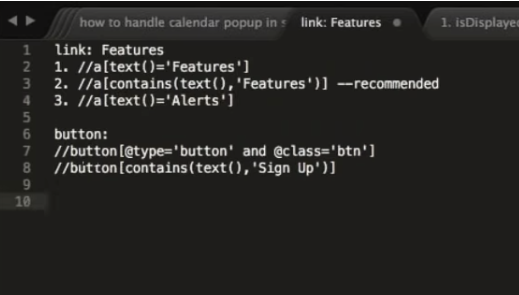 how to handle calendar popup in s
link: Features
1. isDisplayed
1 link: Features
2 1. //a[text()='Features']
3 2. //a[contains(text(),'Features')] --recommended
4 3. //a[text()='Alerts']
5
6 button:
7 //button[@type='button' and @class='btn']
8 //button[contains(text(),'Sign Up')]
9
10